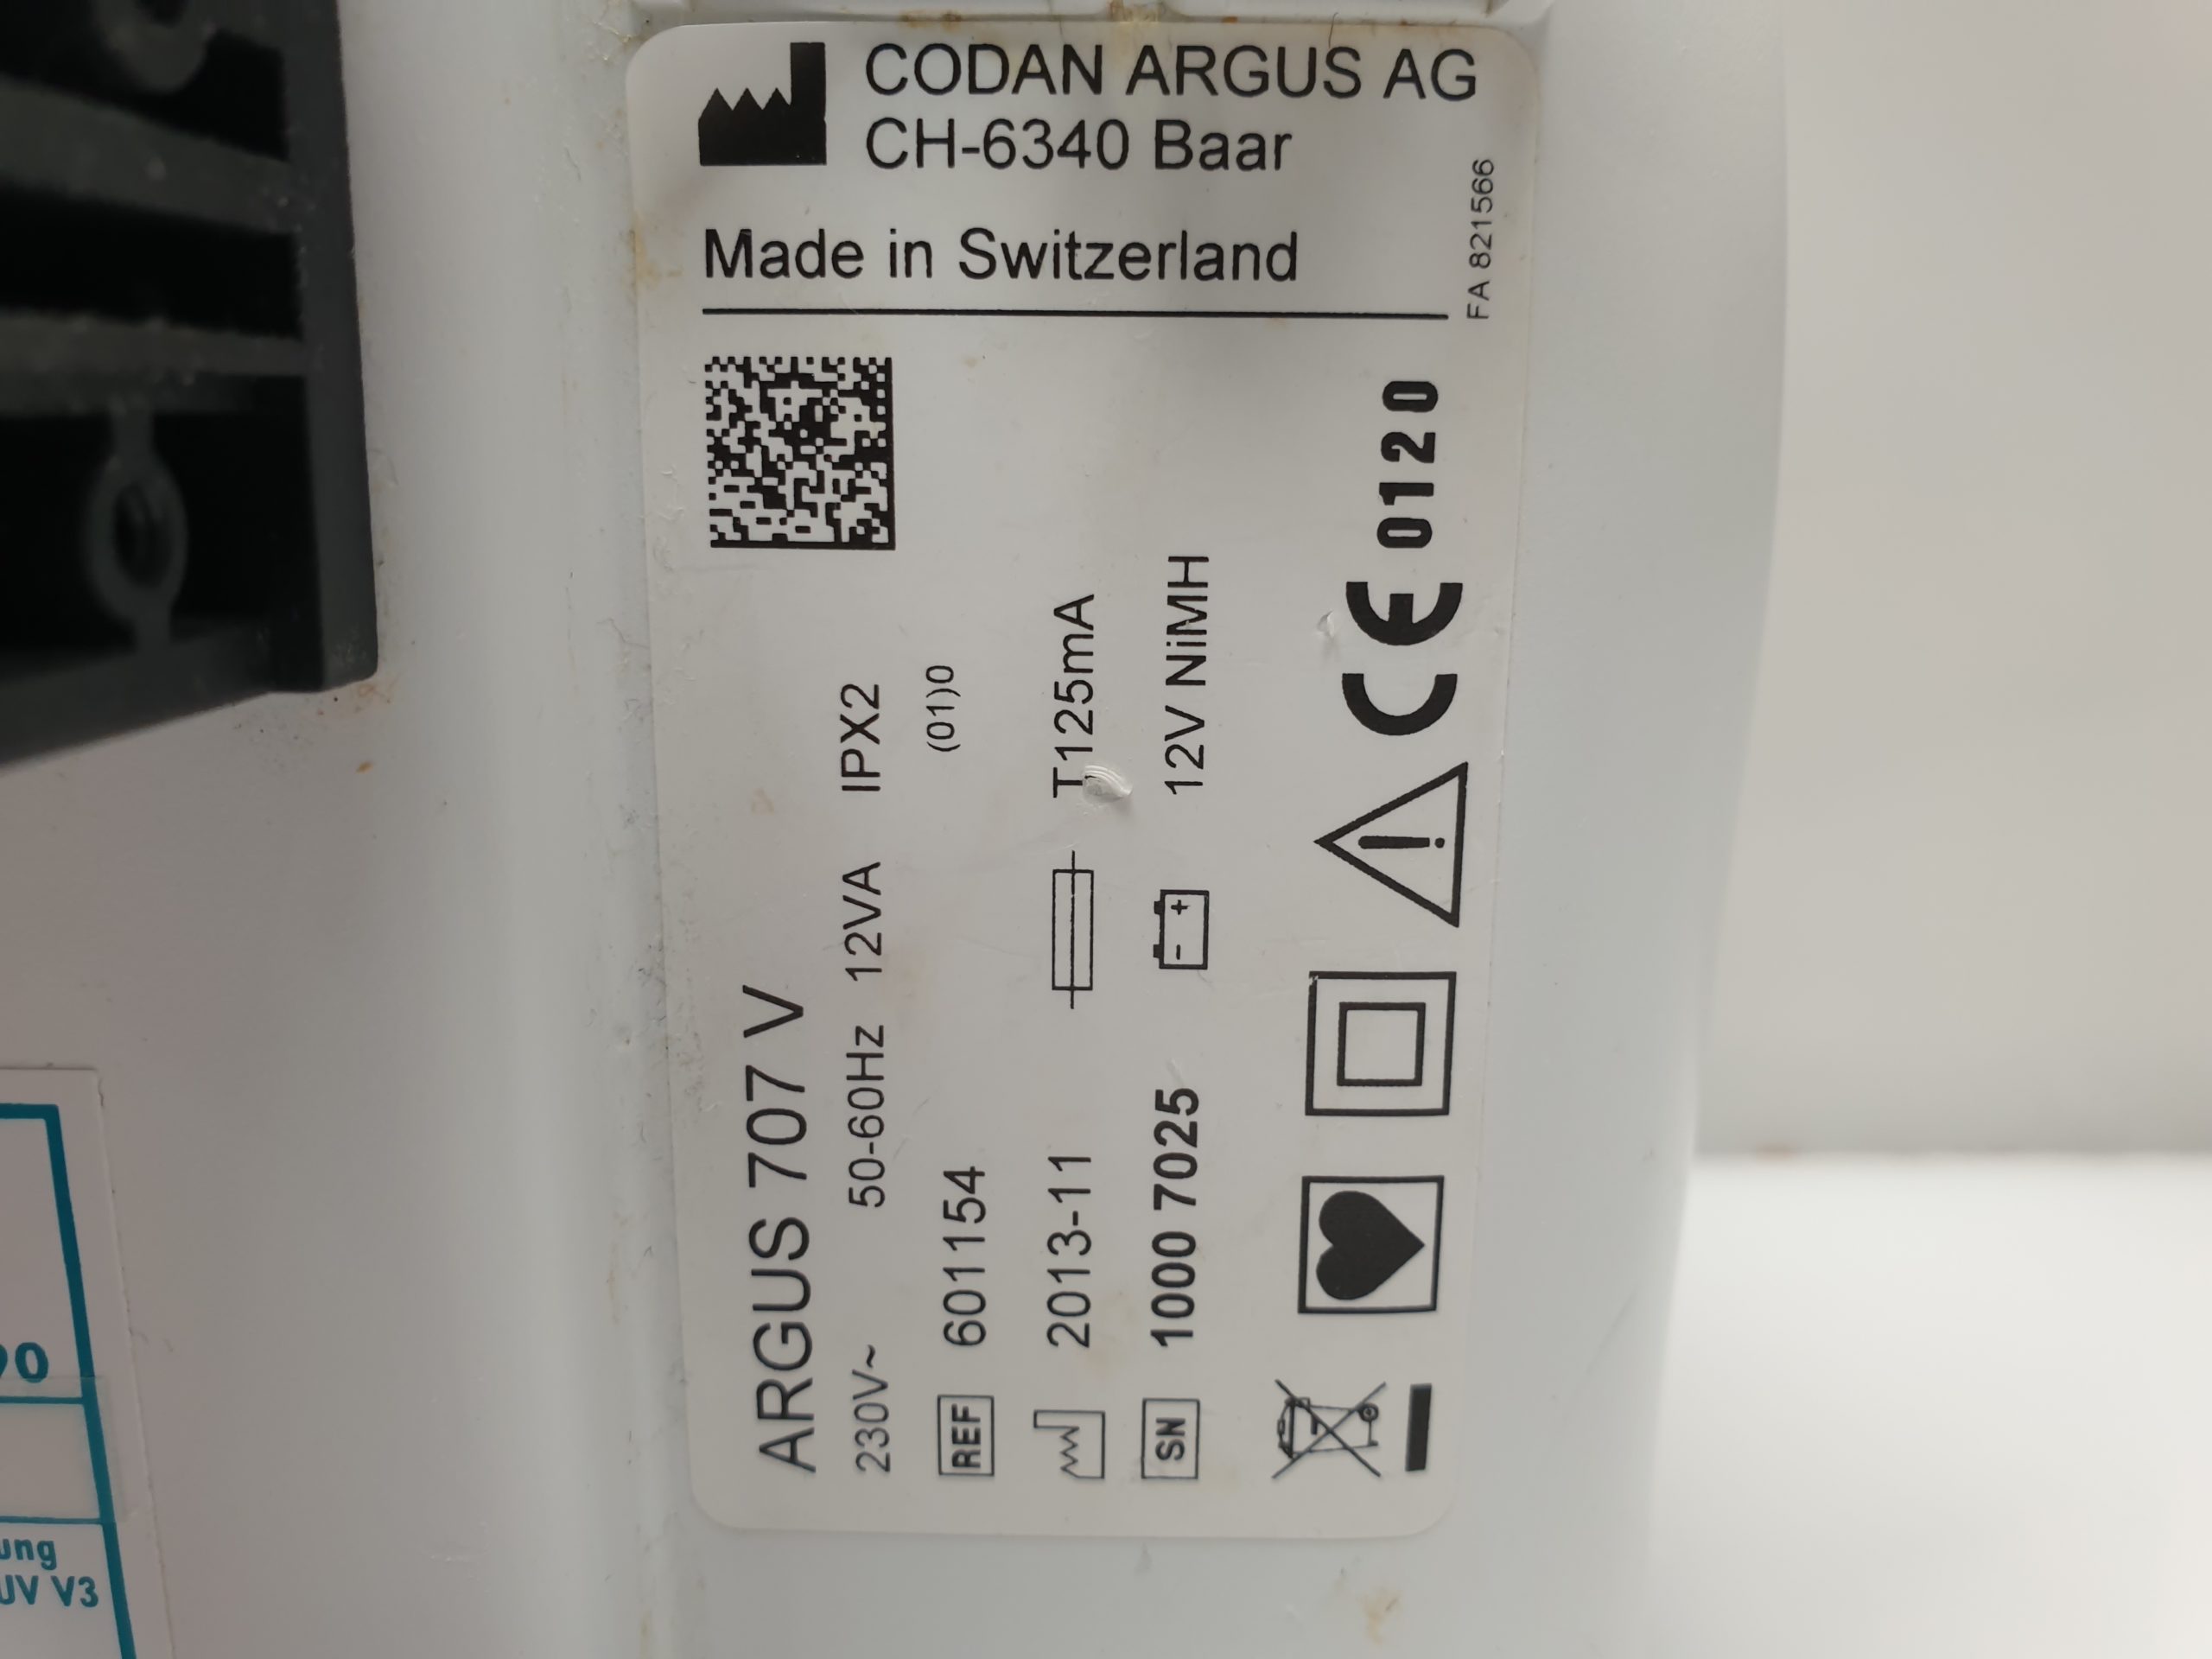 CODAN ARGUS AG
CH-6340 Baar
Made in Switzerland
FA 821566
ARGUS 707 V
230V~ 50-60Hz 12VA IPX2
REF 601154 (01)0
2013-11 T125mA
SN 1000 7025 12V NiMH
CE 0120
ung
UV V3